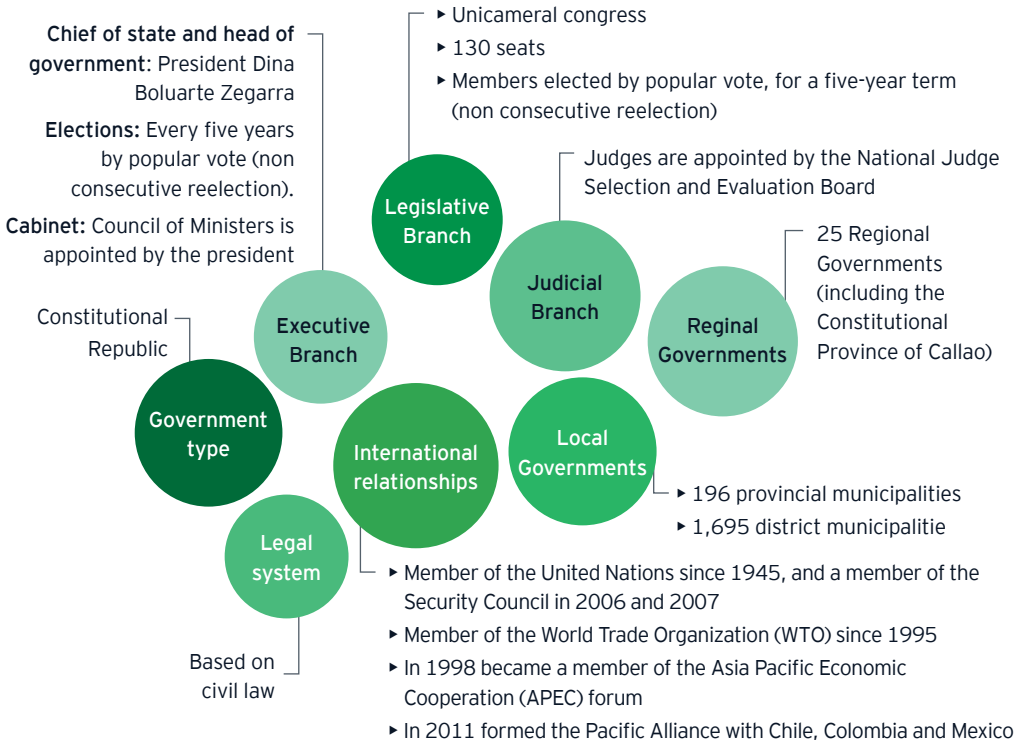 Chief of state and head of
government: President Dina
Boluarte Zegarra
Elections: Every five years
by popular vote (non
consecutive reelection).
Cabinet: Council of Ministers is
appointed by the president
Executive
Branch
‣ Unicameral congress
‣ 130 seats
‣ Members elected by popular vote, for a five-year term
(non consecutive reelection)
Legislative
Branch
Judges are appointed by the National Judge
Selection and Evaluation Board
Judicial
Branch
25 Regional
Governments
(including the
Constitutional
Province of Callao)
Reginal
Governments
Constitutional
Republic
Government
type
International
relationships
Local
Governments
‣ 196 provincial municipalities
‣ 1,695 district municipalitie
Legal
system
Based on
civil law
‣ Member of the United Nations since 1945, and a member of the
Security Council in 2006 and 2007
‣ Member of the World Trade Organization (WTO) since 1995
‣ In 1998 became a member of the Asia Pacific Economic
Cooperation (APEC) forum
‣ In 2011 formed the Pacific Alliance with Chile, Colombia and Mexico